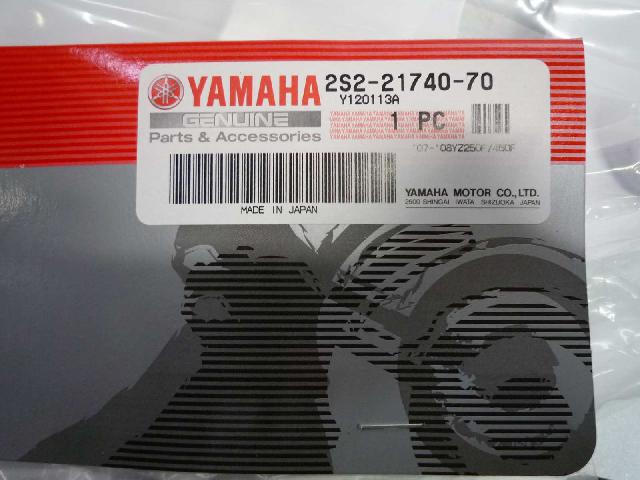 YAMAHA 2S2-21740-70
GENUINE Y120113A
Parts & Accessories 1 PC
'07-'08YZ250F/450F
YAMAHA MOTOR CO., LTD.
2500 SHINGAI IWATA SHIZUOKA JAPAN
MADE IN JAPAN